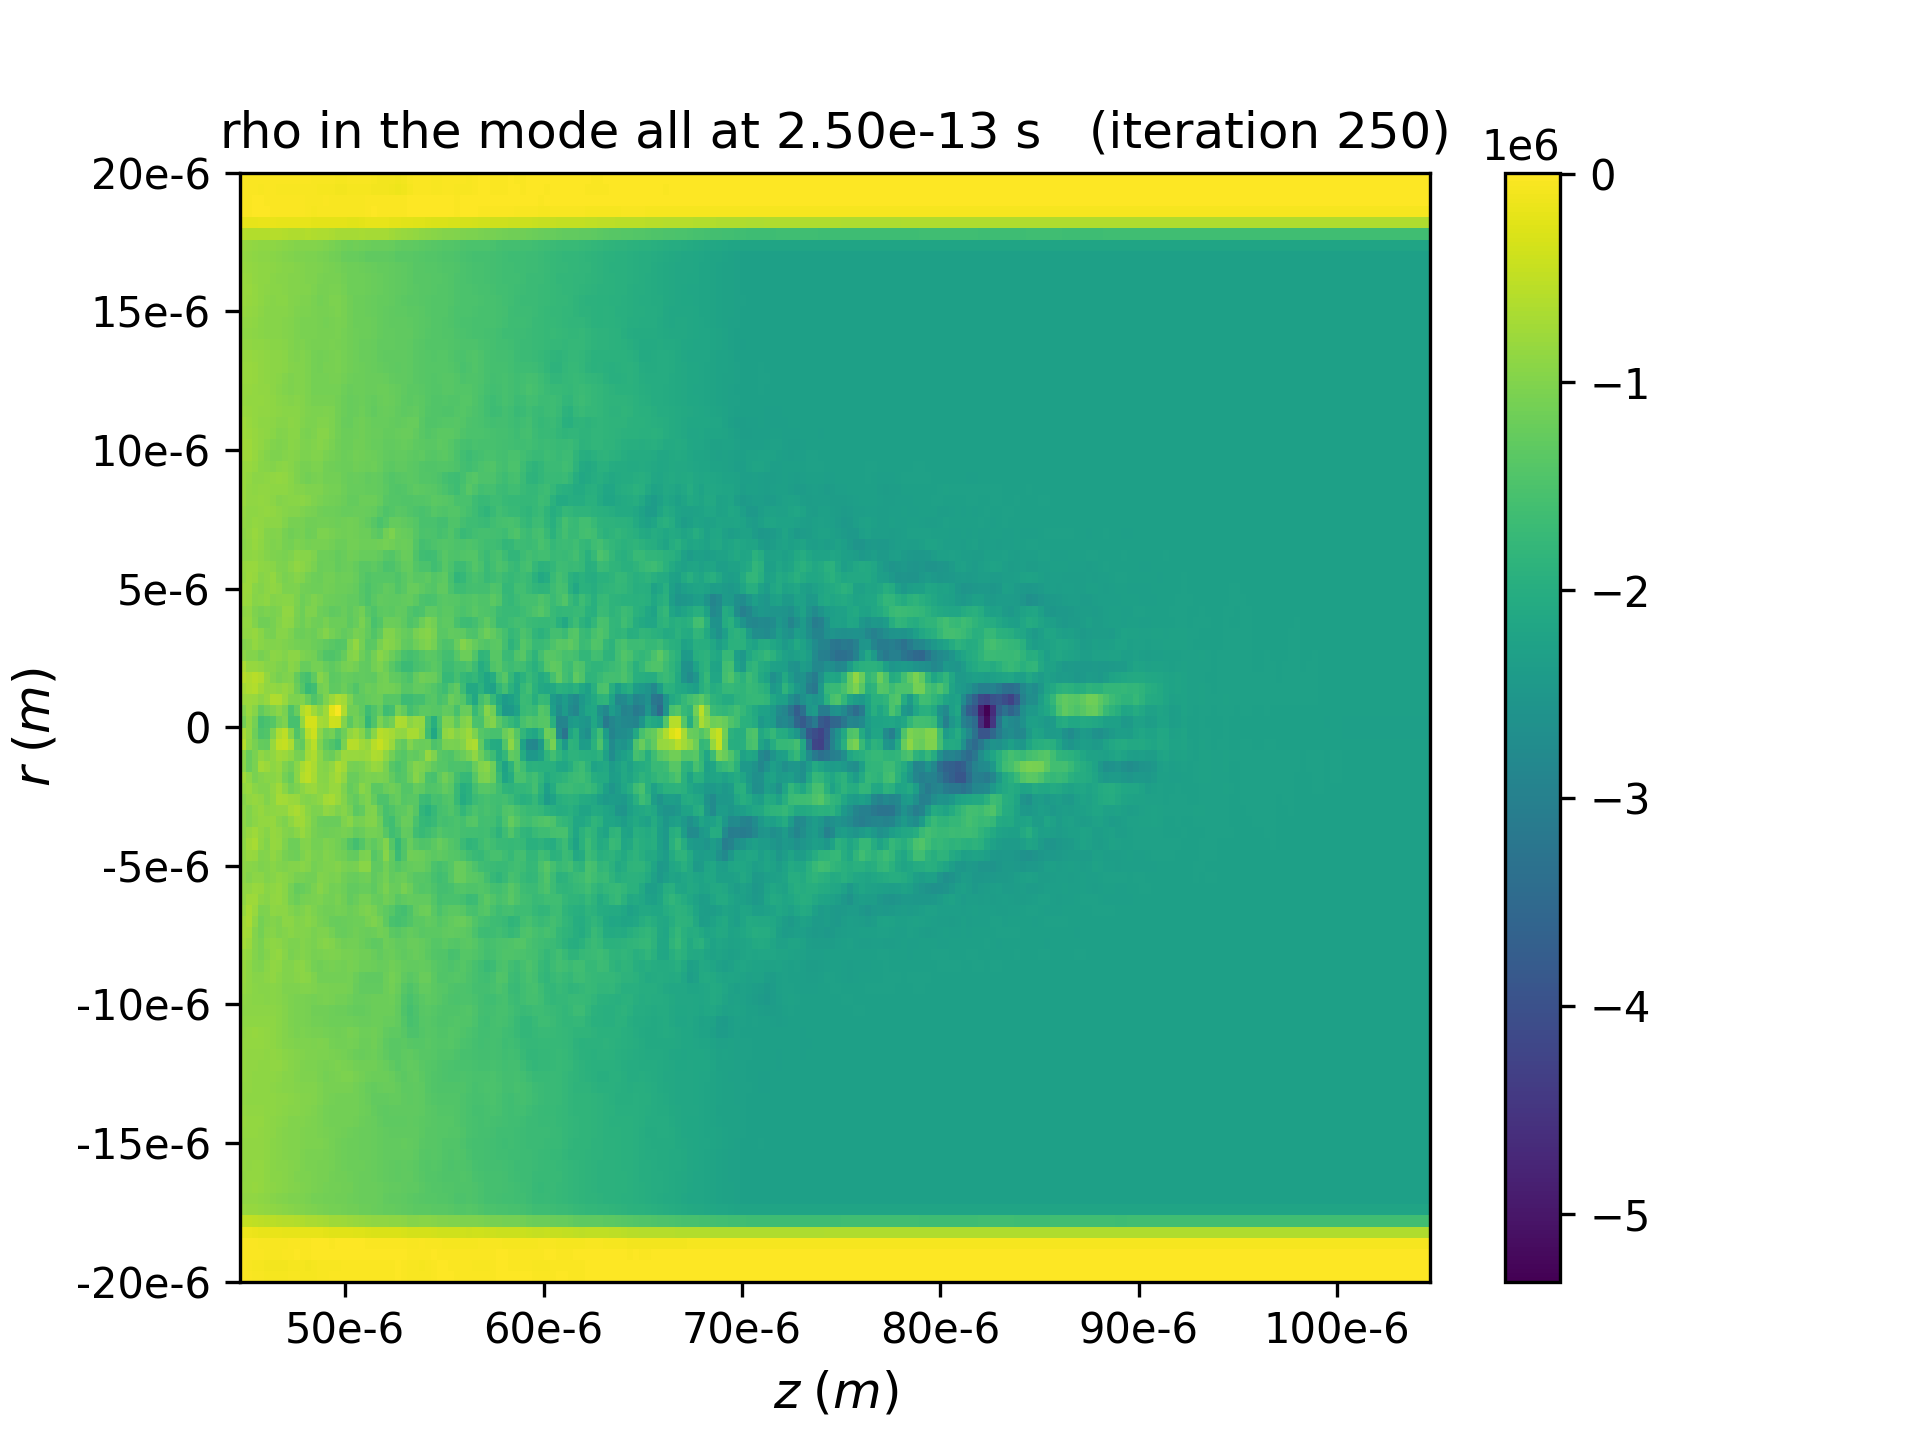 rho in the mode all at 2.50e-13 s (iteration 250)
1e6
20e-6
15e-6
10e-6
5e-6
0
-5e-6
-10e-6
-15e-6
-20e-6
r (m)
50e-6 60e-6 70e-6 80e-6 90e-6 100e-6
z (m)
0
−1
−2
−3
−4
−5